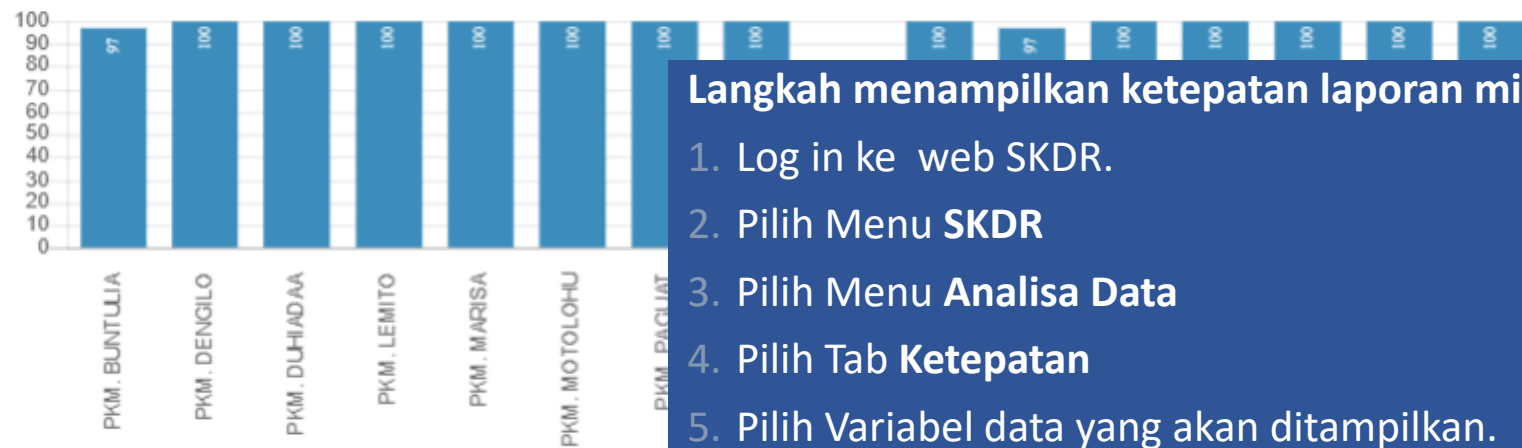 100
90
80
70
60
50
40
30
20
10
0
97
100
100
100
100
100
100
100
100
97
100
100
100
100
100
PKM. BUNTULIA
PKM. DENGILO
PKM. DUHIADAA
PKM. LEMITO
PKM. MARISA
PKM. MOTOLOHU
PKM. PAGUAT
Langkah menampilkan ketepatan laporan mi
1. Log in ke web SKDR.
2. Pilih Menu SKDR
3. Pilih Menu Analisa Data
4. Pilih Tab Ketepatan
5. Pilih Variabel data yang akan ditampilkan.